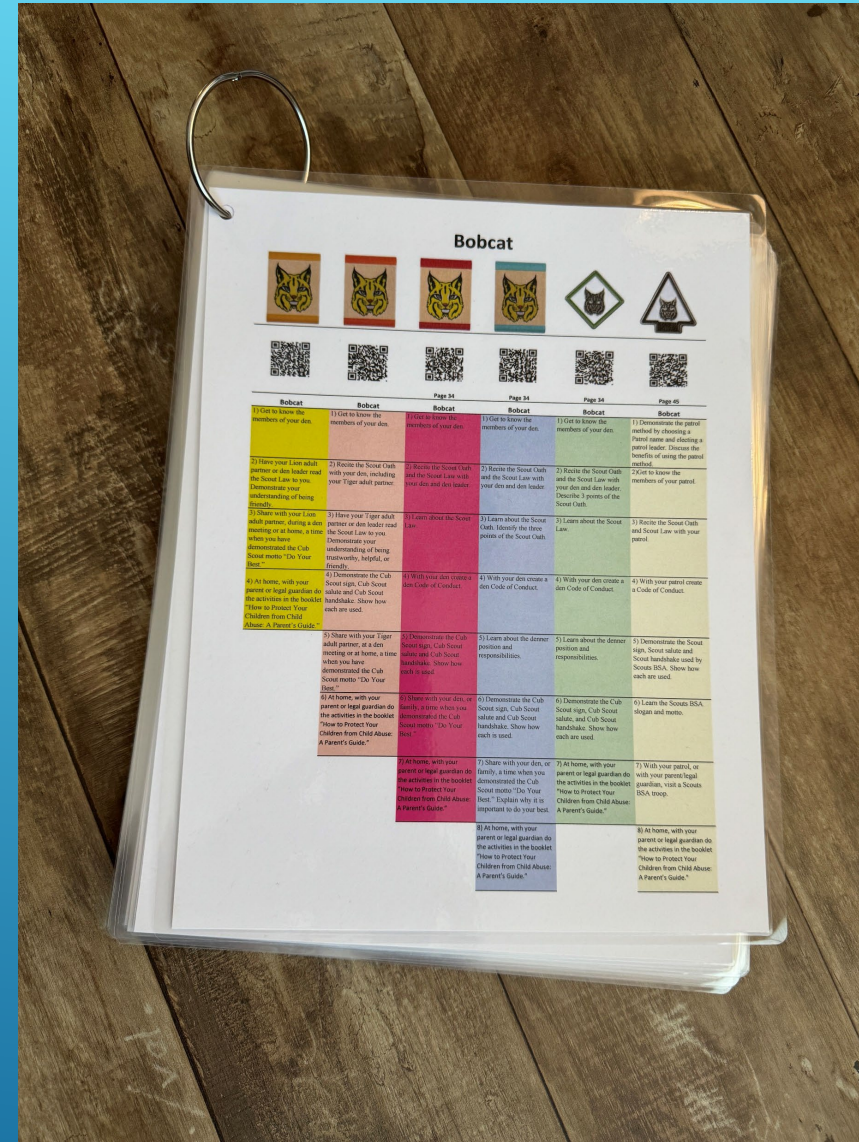 Bobcat
Page 34
Page 34
Page 34
Page 45
Bobcat
Bobcat
Bobcat
Bobcat
Bobcat
Bobcat
1) Get to know the
members of your den.
1) Get to know the
members of your den.
1) Get to know the
members of your den.
1) Get to know the
members of your den.
1) Get to know the
members of your den.
1) Demonstrate the patrol
method by choosing a
Patrol name and electing a
patrol leader. Discuss the
benefits of using the patrol
method.
2) Have your Lion adult
partner or den leader read
the Scout Law to you.
Demonstrate your
understanding of being
friendly.
2) Recite the Scout Oath
with your den, including
your Tiger adult partner.
2) Recite the Scout Oath
and the Scout Law with
your den and den leader.
2) Recite the Scout Oath
and the Scout Law with
your den and den leader.
2) Recite the Scout Oath
and the Scout Law with
your den and den leader.
Describe 3 points of the
Scout Oath.
2)Get to know the
members of your patrol.
3) Share with your Lion
adult partner, during a den
meeting or at home, a time
when you have
demonstrated the Cub
Scout motto "Do Your
Best."
3) Have your Tiger adult
partner or den leader read
the Scout Law to you.
Demonstrate your
understanding of being
trustworthy, helpful, or
friendly.
3) Learn about the Scout
Law.
3) Learn about the Scout
Oath. Identify the three
points of the Scout Oath.
3) Learn about the Scout
Law.
3) Recite the Scout Oath
and Scout Law with your
patrol.
4) At home, with your
parent or legal guardian do
the activities in the booklet
"How to Protect Your
Children from Child
Abuse: A Parent's Guide."
4) Demonstrate the Cub
Scout sign, Cub Scout
salute and Cub Scout
handshake. Show how
each are used.
4) With your den create a
den Code of Conduct.
4) With your den create a
den Code of Conduct.
4) With your den create a
den Code of Conduct.
4) With your patrol create
a Code of Conduct.
5) Share with your Tiger
adult partner, at a den
meeting or at home, a time
when you have
demonstrated the Cub
Scout motto "Do Your
Best."
5) Demonstrate the Cub
Scout sign, Cub Scout
salute and Cub Scout
handshake. Show how
each is used.
5) Learn about the denner
position and
responsibilities.
5) Learn about the denner
position and
responsibilities.
5) Demonstrate the Scout
sign, Scout salute and
Scout handshake used by
Scouts BSA. Show how
each are used.
6) At home, with your
parent or legal guardian do
the activities in the booklet
"How to Protect Your
Children from Child Abuse:
A Parent's Guide."
6) Share with your den, or
family, a time when you
demonstrated the Cub
Scout motto "Do Your
Best."
6) Demonstrate the Cub
Scout sign, Cub Scout
salute and Cub Scout
handshake. Show how
each is used.
6) Demonstrate the Cub
Scout sign, Cub Scout
salute, and Cub Scout
handshake. Show how
each are used.
6) Learn the Scouts BSA
slogan and motto.
7) At home, with your
parent or legal guardian do
the activities in the booklet
"How to Protect Your
Children from Child Abuse:
A Parent's Guide."
7) Share with your den, or
family, a time when you
demonstrated the Cub
Scout motto "Do Your
Best." Explain why it is
important to do your best.
7) At home, with your
parent or legal guardian do
the activities in the booklet
"How to Protect Your
Children from Child Abuse:
A Parent's Guide."
7) With your patrol, or
with your parent/legal
guardian, visit a Scouts
BSA troop.
8) At home, with your
parent or legal guardian do
the activities in the booklet
"How to Protect Your
Children from Child Abuse:
A Parent's Guide."
8) At home, with your
parent or legal guardian do
the activities in the booklet
"How to Protect Your
Children from Child Abuse:
A Parent's Guide."